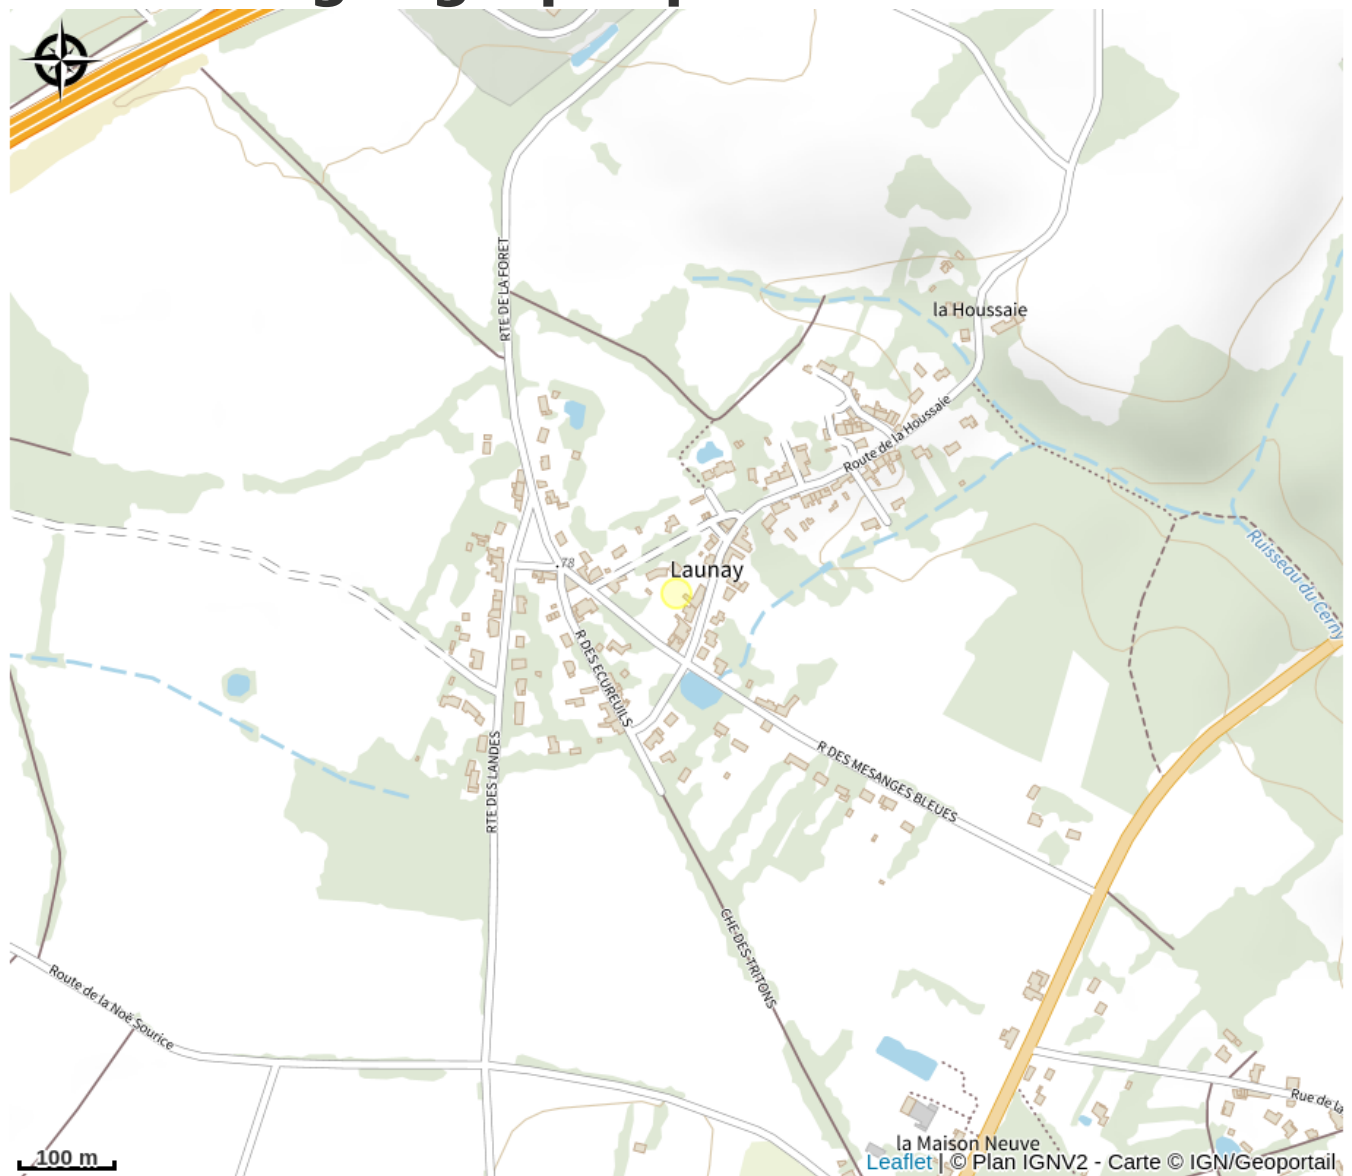 RTE DE LA FORET
la Houssaie
Route de la Houssaie
Ruisseau du Cerny
78
Launay
R DES ECUREUILS
RTE DES LANDES
R DES MESANGES BLEUES
CHE DES TRITONS
Route de la Noë Sourice
Rue de la
la Maison Neuve
100 m
Leaflet | © Plan IGNV2 - Carte © IGN/Geoportail